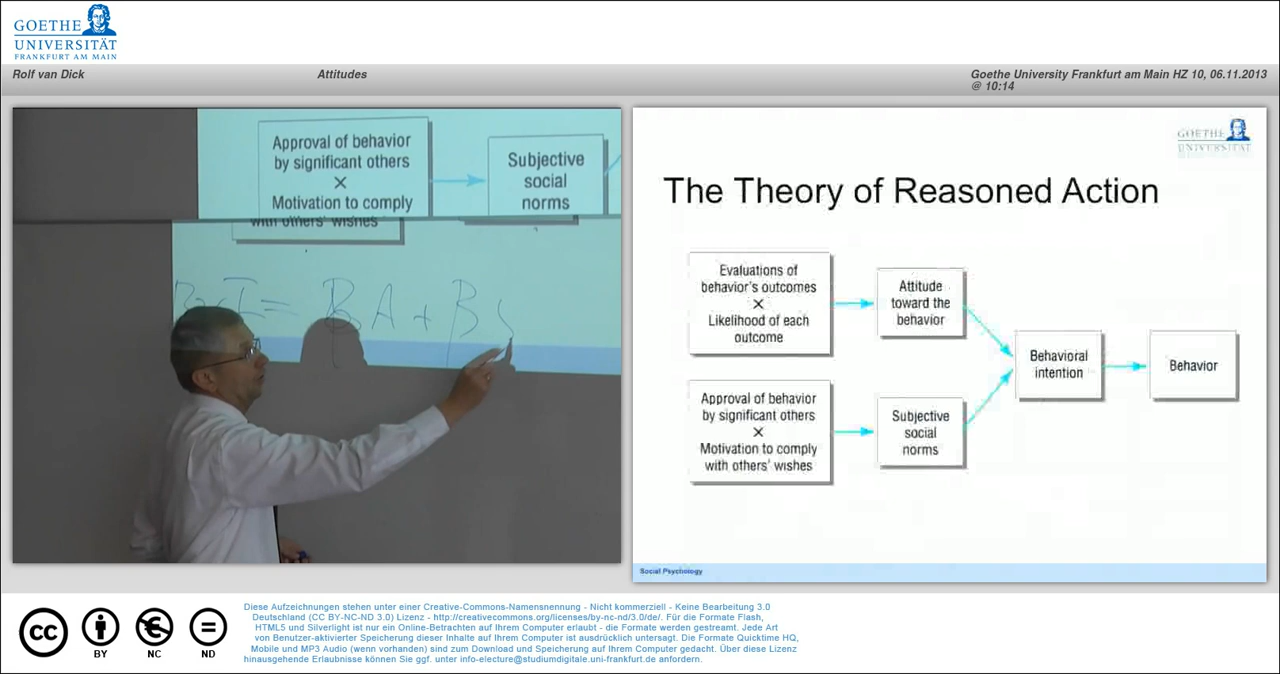 GOETHE
UNIVERSITÄT
FRANKFURT AM MAIN
Rolf van Dick
Attitudes
Goethe University Frankfurt am Main HZ 10, 06.11.2013
@ 10:14
Approval of behavior
by significant others
×
Motivation to comply
with others' wishes
Subjective
social
norms
I = BA + B
GOETHE
UNIVERSITÄT
The Theory of Reasoned Action
Evaluations of
behavior's outcomes
×
Likelihood of each
outcome
Attitude
toward the
behavior
Approval of behavior
by significant others
×
Motivation to comply
with others' wishes
Subjective
social
norms
Behavioral
intention
Behavior
Social Psychology
cc
BY
NC
ND
Diese Aufzeichnungen stehen unter einer Creative-Commons-Namensnennung - Nicht kommerziell - Keine Bearbeitung 3.0
Deutschland (CC BY-NC-ND 3.0) Lizenz - http://creativecommons.org/licenses/by-nc-nd/3.0/de/. Für die Formate Flash,
HTML5 und Silverlight ist nur ein Online-Betrachten auf Ihrem Computer erlaubt - die Formate werden gestreamt. Jede Art
von Benutzer-aktivierter Speicherung dieser Inhalte auf Ihrem Computer ist ausdrücklich untersagt. Die Formate Quicktime HQ,
Mobile und MP3 Audio (wenn vorhanden) sind zum Download und Speicherung auf Ihrem Computer gedacht. Über diese Lizenz
hinausgehende Erlaubnisse können Sie ggf. unter info-electure@studiumdigitale.uni-frankfurt.de anfordern.